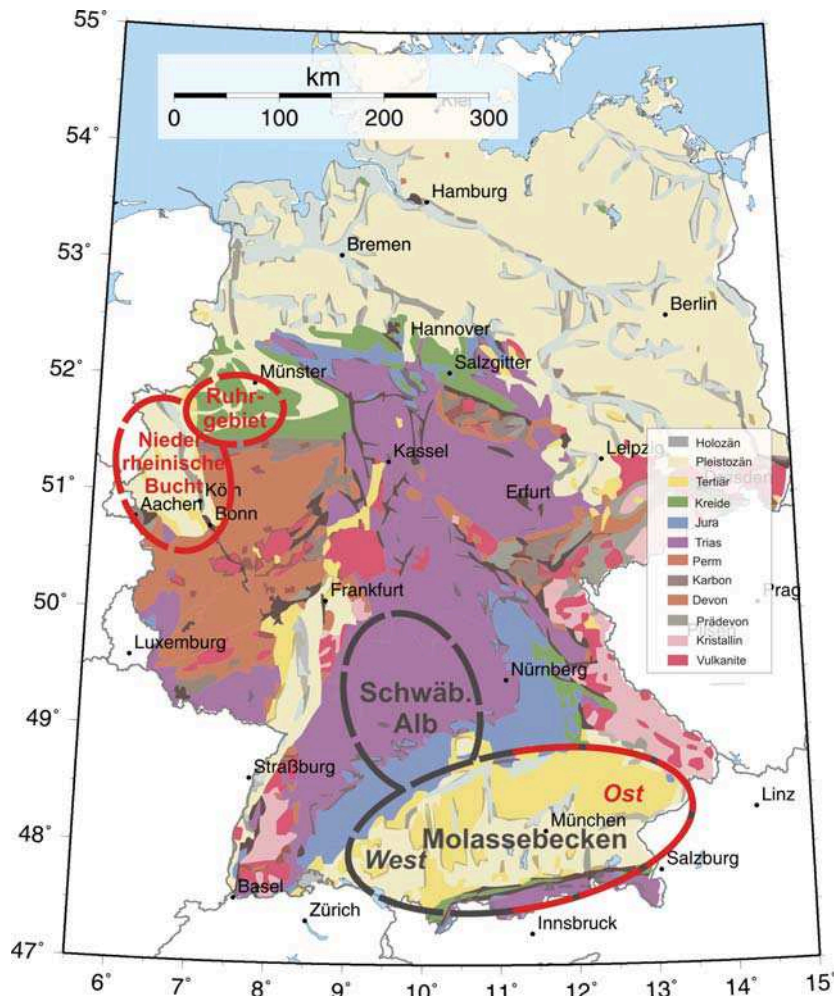 55°
54°
53°
52°
51°
50°
49°
48°
47°
km
0 100 200 300
Kiel
Hamburg
Bremen
Berlin
Hannover
Münster
Salzgitter
Ruhr-
gebiet
Nieder
rheinische
Bucht
Köln
Aachen
Bonn
Kassel
Leipzig
Erfurt
Dresden
Holozän
Pleistozän
Tertiär
Kreide
Jura
Trias
Perm
Karbon
Devon
Prädevon
Kristallin
Vulkanite
Frankfurt
Prag
Pilsen
Luxemburg
Nürnberg
Schwäb.
Alb
Straßburg
Ost
Linz
München
Molassebecken
West
Salzburg
Basel
Zürich
Innsbruck
6° 7° 8° 9° 10° 11° 12° 13° 14° 15°